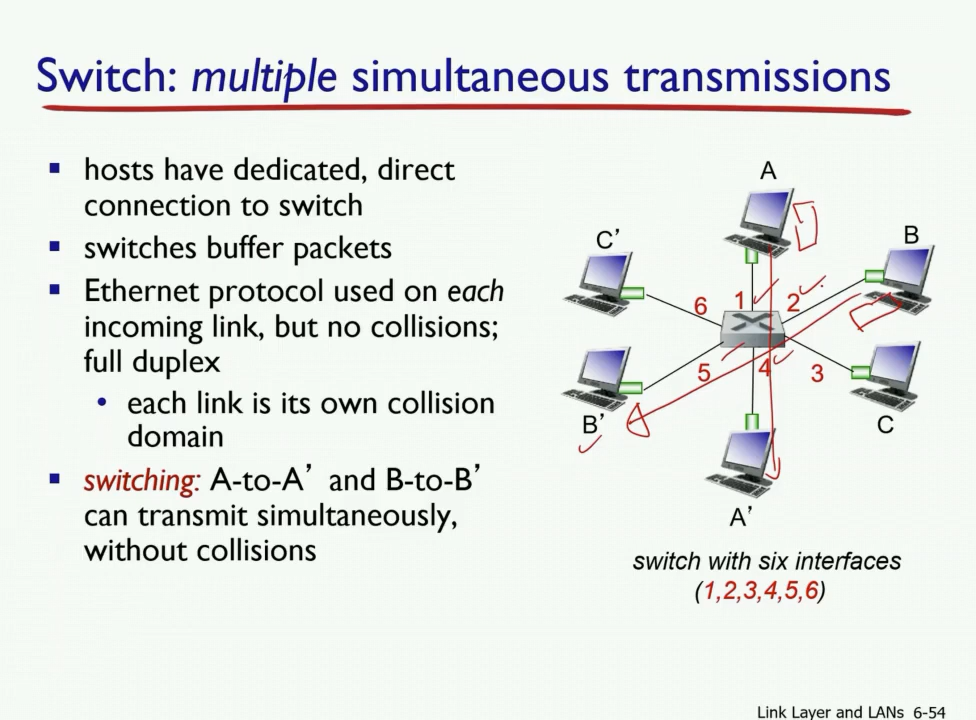 Switch: multiple simultaneous transmissions
▪ hosts have dedicated, direct
connection to switch
▪ switches buffer packets
▪ Ethernet protocol used on each
incoming link, but no collisions;
full duplex
• each link is its own collision
domain
▪ switching: A-to-A’ and B-to-B’
can transmit simultaneously,
without collisions
A
B
C’
6
1
2
5
4
3
B’
C
A’
switch with six interfaces
(1,2,3,4,5,6)
Link Layer and LANs 6-54